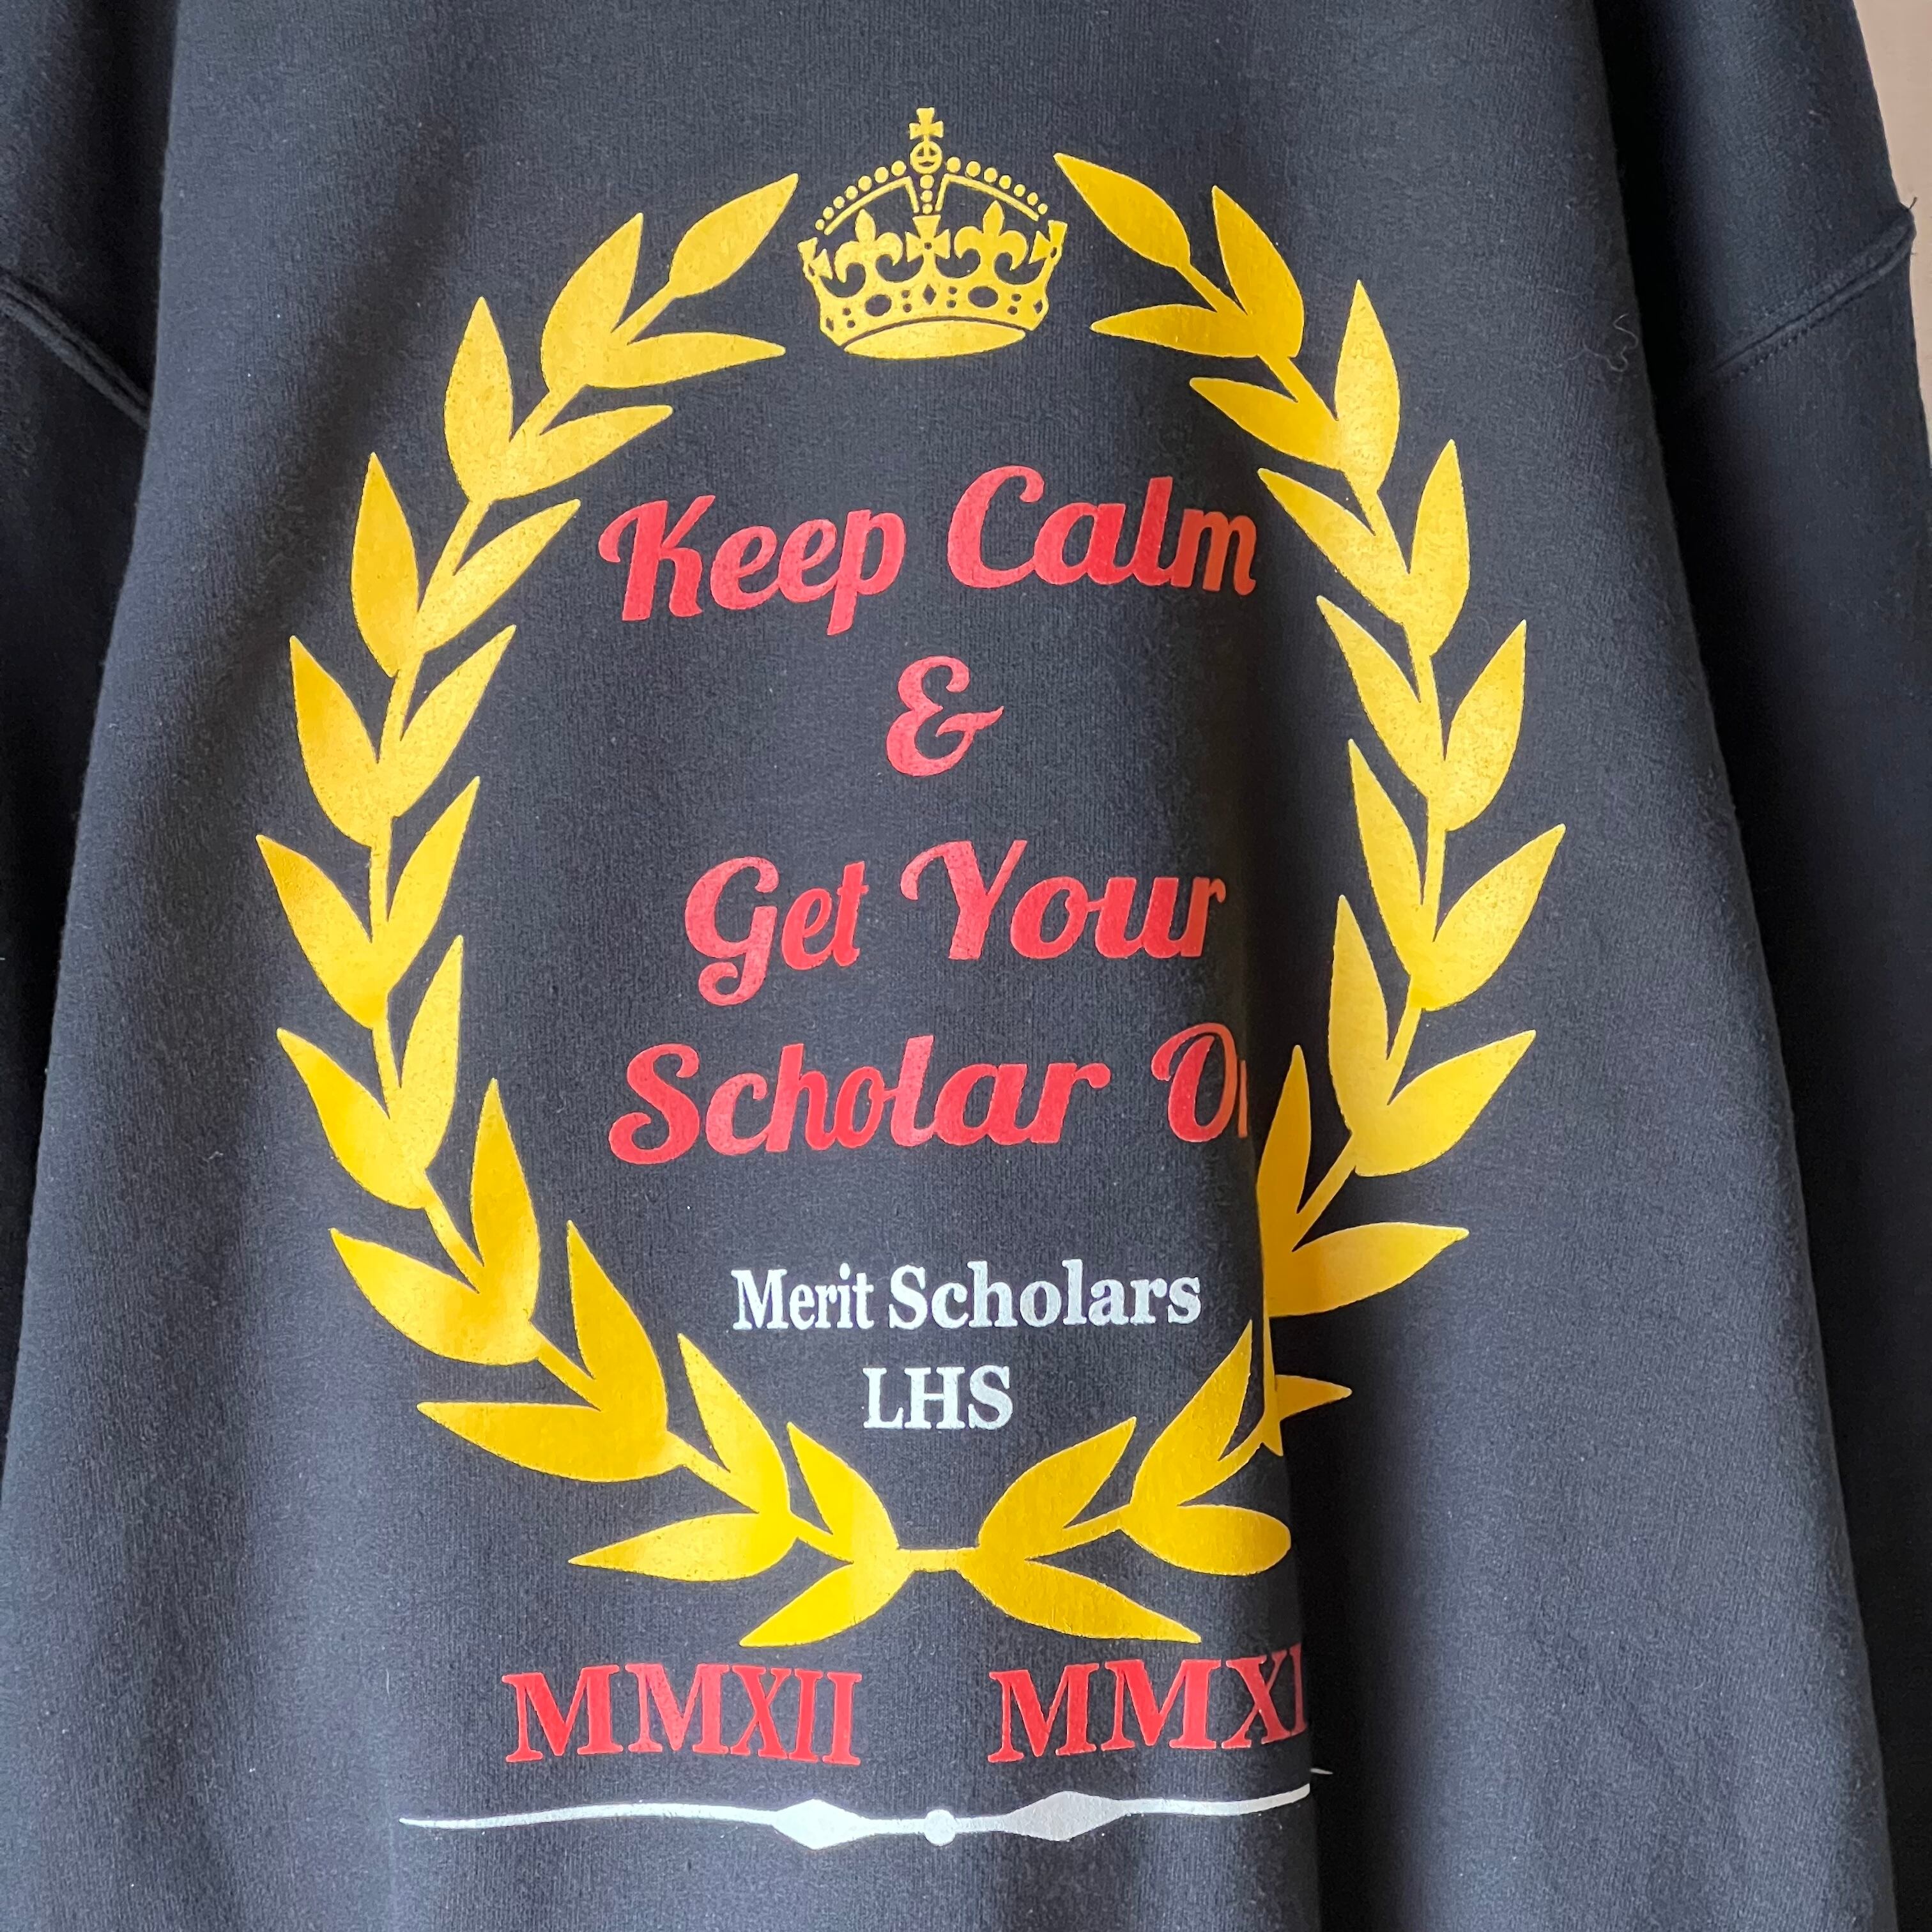 Keep Calm
&
Get Your
Scholar On
Merit Scholars
LHS
MMXII